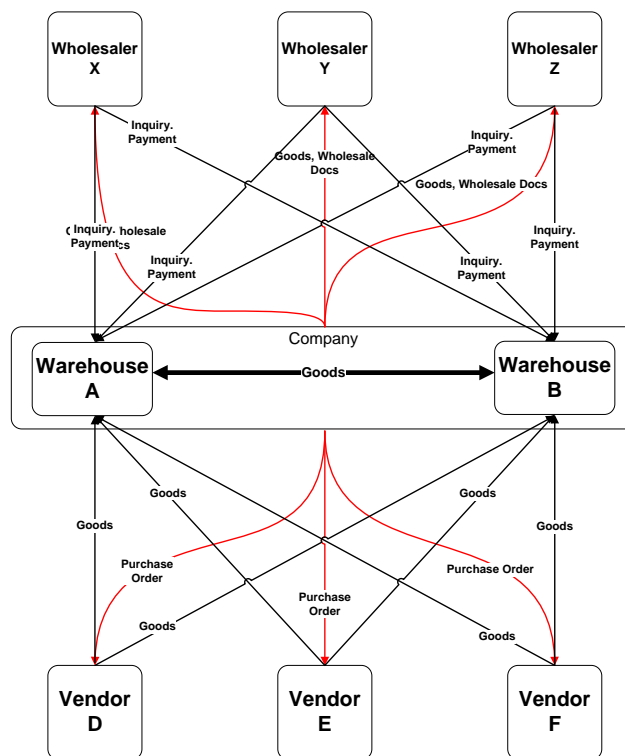 Wholesaler
X
Wholesaler
Y
Wholesaler
Z
Inquiry.
Payment
Goods, Wholesale
Docs
Inquiry.
Payment
Goods, Wholesale Docs
Inquiry.
Payment
Inquiry.
Payment
Inquiry.
Payment
Inquiry.
Payment
Company
Warehouse
A
Goods
Warehouse
B
Goods
Goods
Goods
Goods
Purchase
Order
Purchase Order
Purchase
Order
Goods
Goods
Vendor
D
Vendor
E
Vendor
F